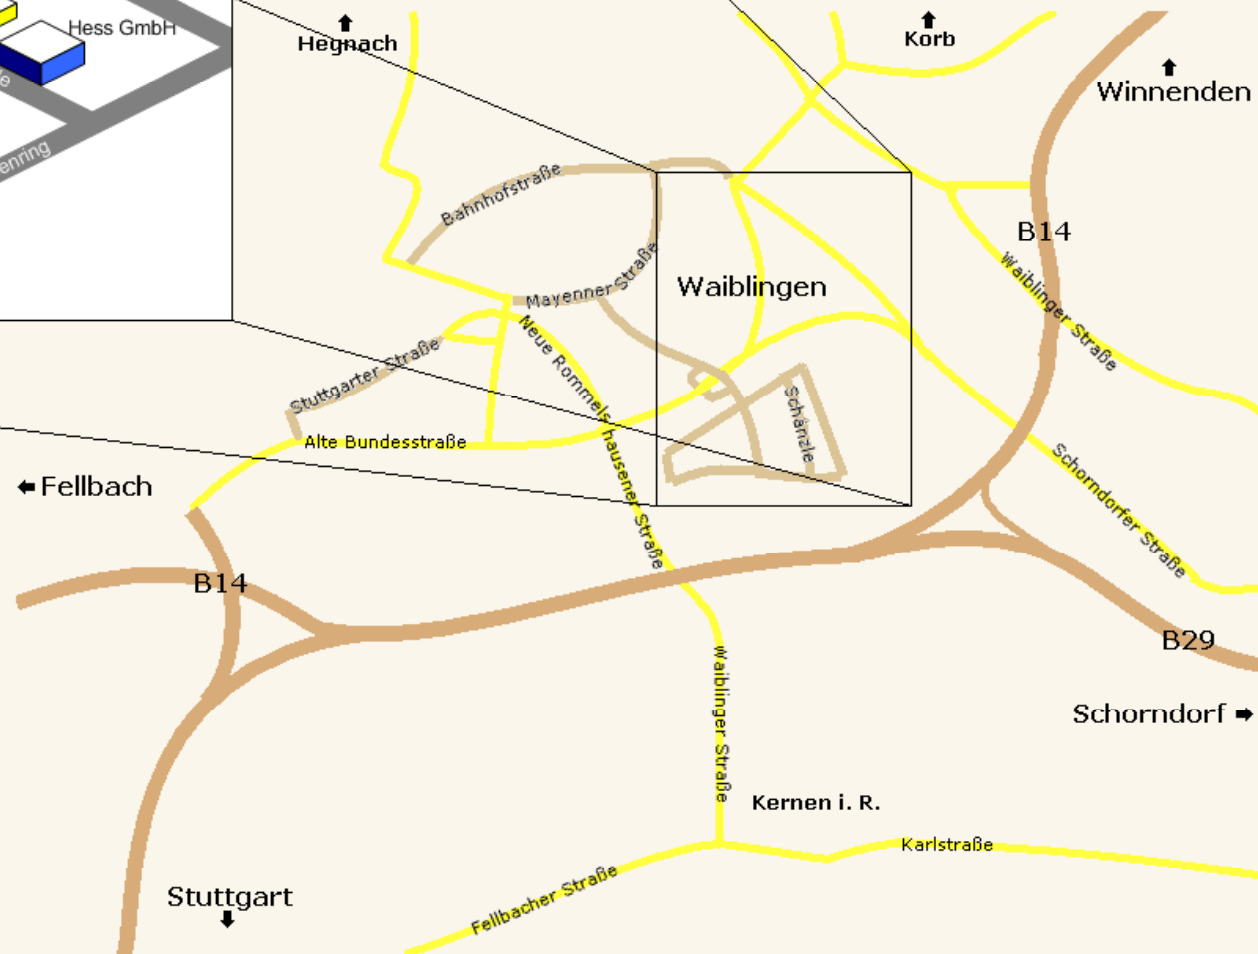 Hess GmbH
enring
Hegnach
Korb
Winnenden
Bahnhofstraße
B14
Waiblinger Straße
Mayenner Straße
Waiblingen
Neue Rommelshausener Straße
Stuttgarter Straße
Schänzle
Alte Bundesstraße
Fellbach
Schorndorfer Straße
B14
B29
Waiblinger Straße
Schorndorf
Kernen i. R.
Karlstraße
Stuttgart
Fellbacher Straße